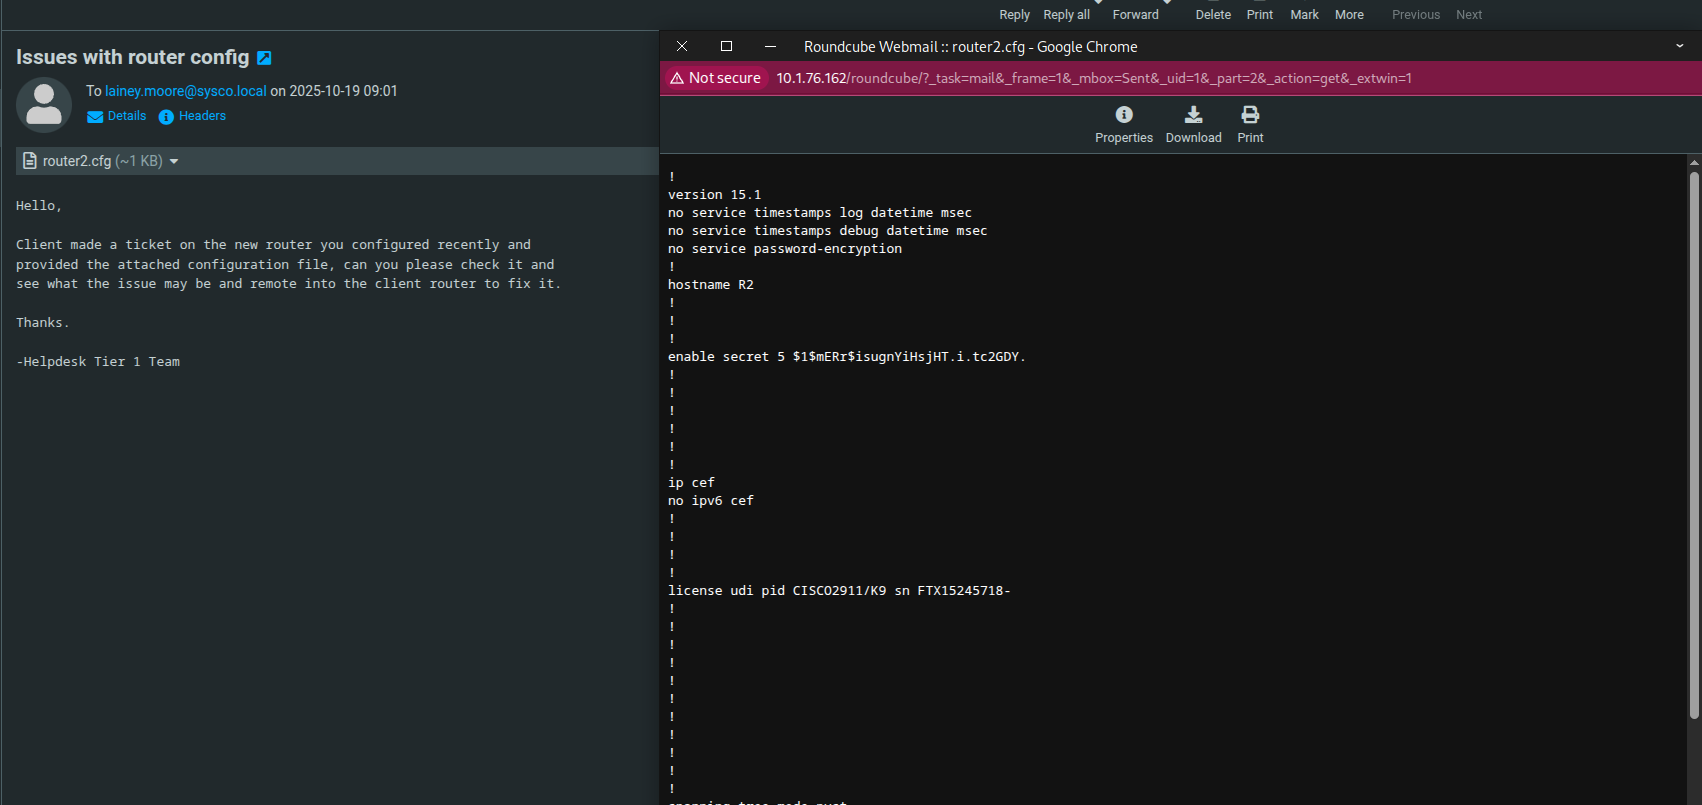 Reply Reply all Forward Delete Print Mark More Previous Next
Issues with router config
To lainey.moore@sysco.local on 2025-10-19 09:01
Details Headers
router2.cfg (~1 KB)
Hello,
Client made a ticket on the new router you configured recently and
provided the attached configuration file, can you please check it and
see what the issue may be and remote into the client router to fix it.
Thanks.
-Helpdesk Tier 1 Team
Roundcube Webmail :: router2.cfg - Google Chrome
Not secure 10.1.76.162/roundcube/?_task=mail&_frame=1&_mbox=Sent&_uid=1&_part=2&_action=get&_extwin=1
Properties Download Print
!
version 15.1
no service timestamps log datetime msec
no service timestamps debug datetime msec
no service password-encryption
!
hostname R2
!
!
!
enable secret 5 $1$mERr$isugnYiHsjHT.i.tc2GDY.
!
!
!
!
!
!
ip cef
no ipv6 cef
!
!
!
!
license udi pid CISCO2911/K9 sn FTX15245718-
!
!
!
!
!
!
!
!
!
!
!
spanning-tree mode pvst